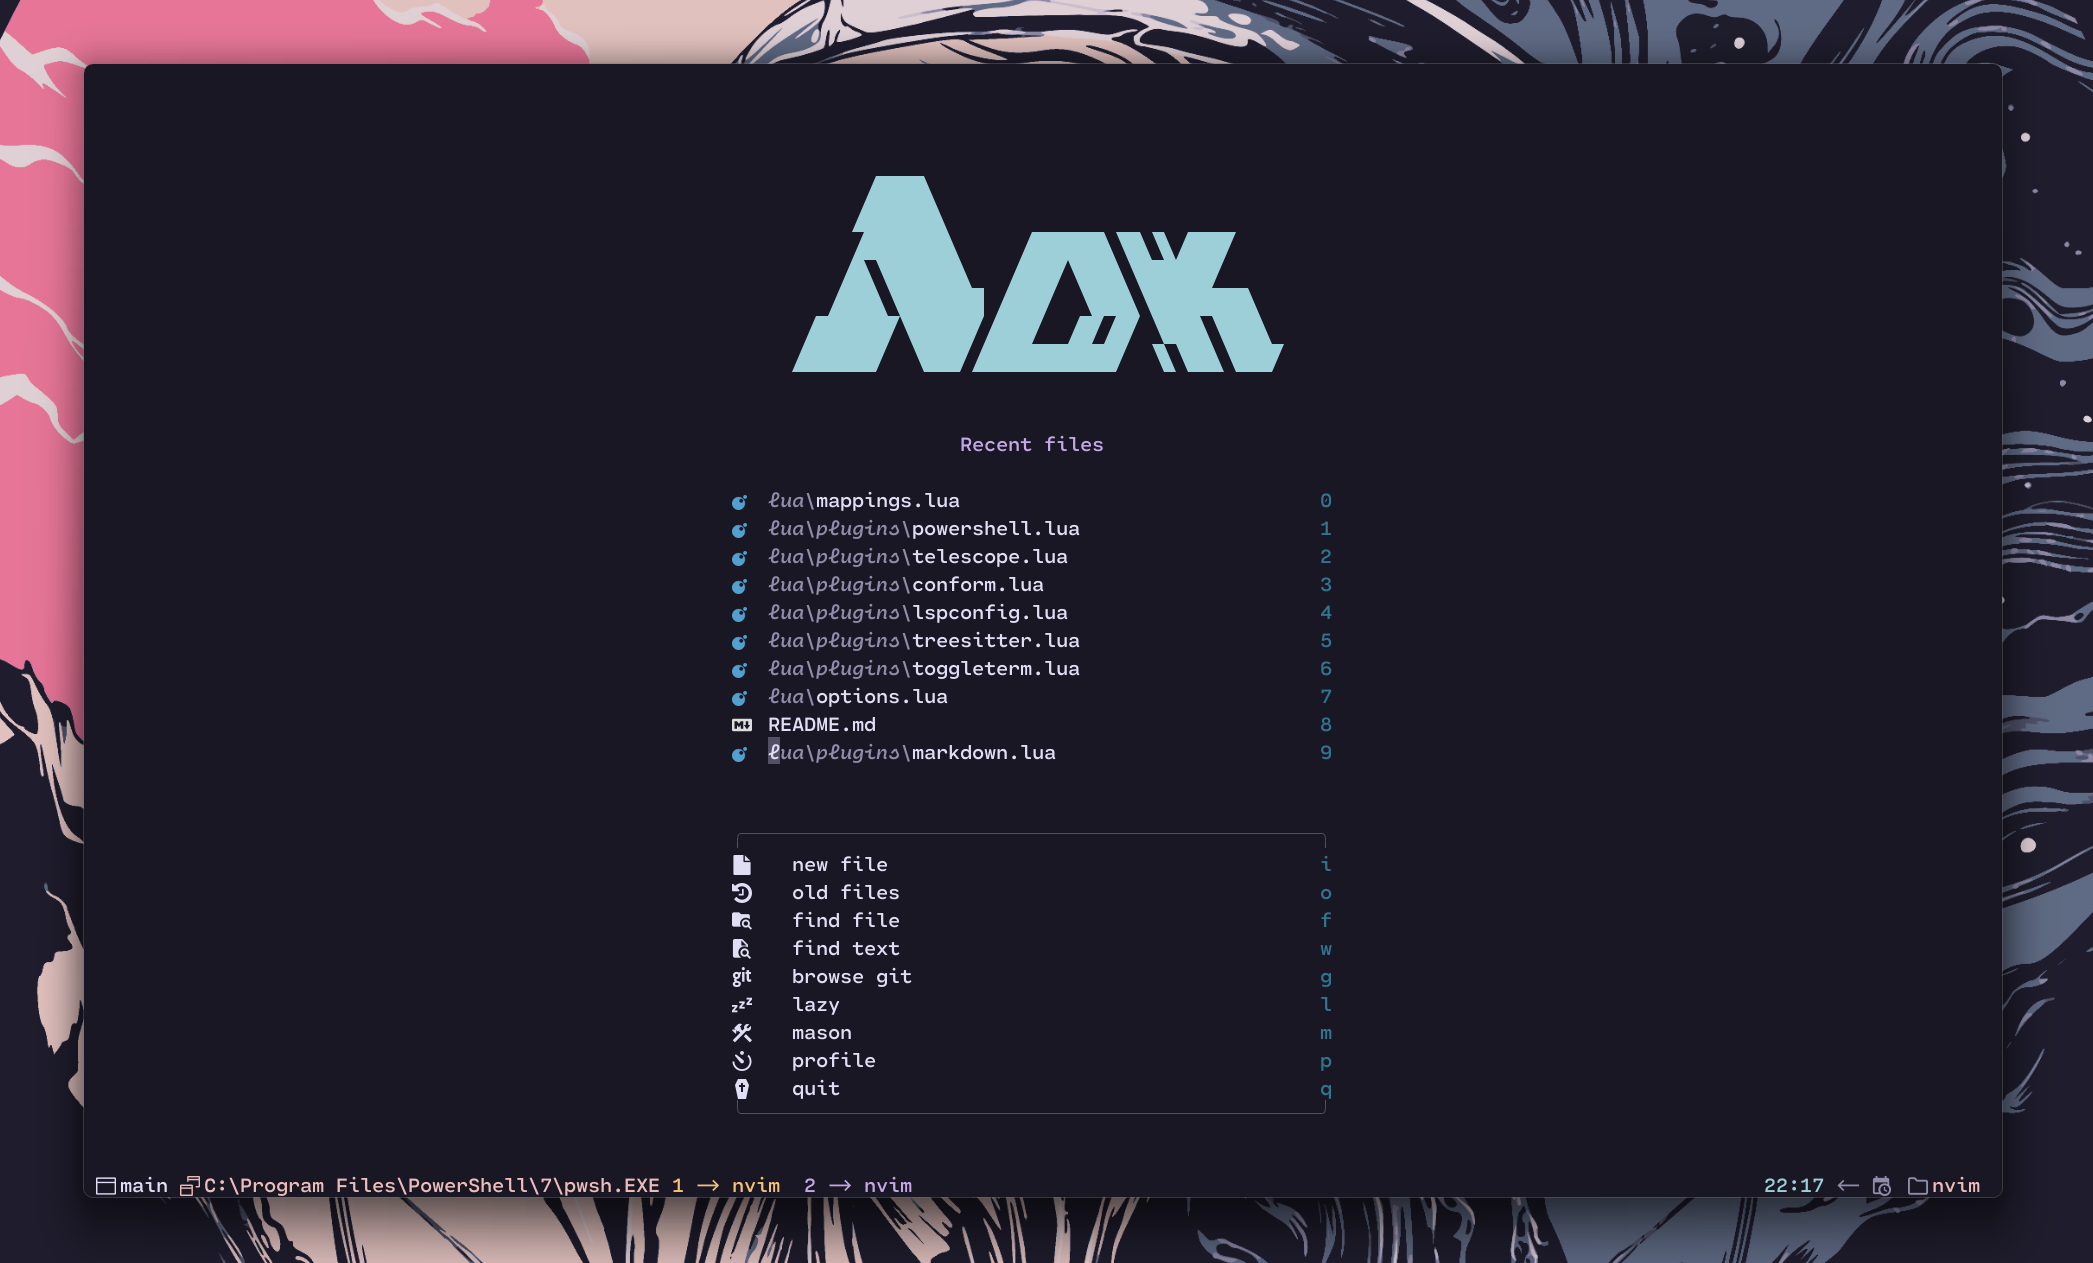 Recent files
lua\mappings.lua 0
lua\plugins\powershell.lua 1
lua\plugins\telescope.lua 2
lua\plugins\conform.lua 3
lua\plugins\lspconfig.lua 4
lua\plugins\treesitter.lua 5
lua\plugins\toggleterm.lua 6
lua\options.lua 7
README.md 8
lua\plugins\markdown.lua 9
new file i
old files o
find file f
find text w
git browse git g
zzz lazy l
mason m
profile p
quit q
main C:\Program Files\PowerShell\7\pwsh.EXE 1 → nvim 2 → nvim 22:17 ← nvim